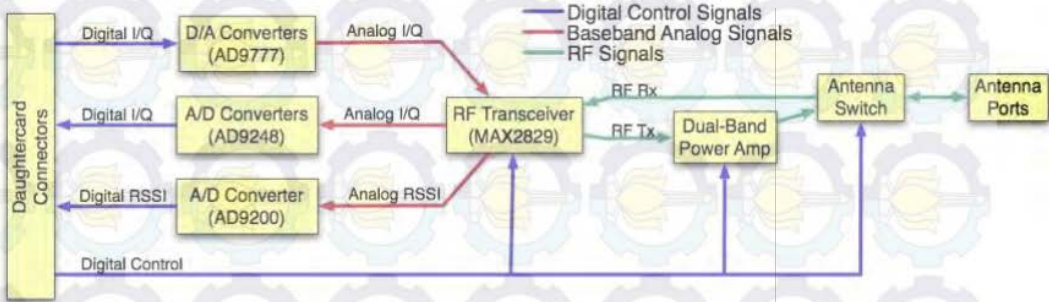 Digital Control Signals
Baseband Analog Signals
RF Signals
Daughtercard
Connectors
Digital I/Q
D/A Converters
(AD9777)
Analog I/Q
Digital I/Q
A/D Converters
(AD9248)
Analog I/Q
Digital RSSI
A/D Converter
(AD9200)
Analog RSSI
Digital Control
RF Transceiver
(MAX2829)
RF Rx
RF Tx
Dual-Band
Power Amp
Antenna
Switch
Antenna
Ports